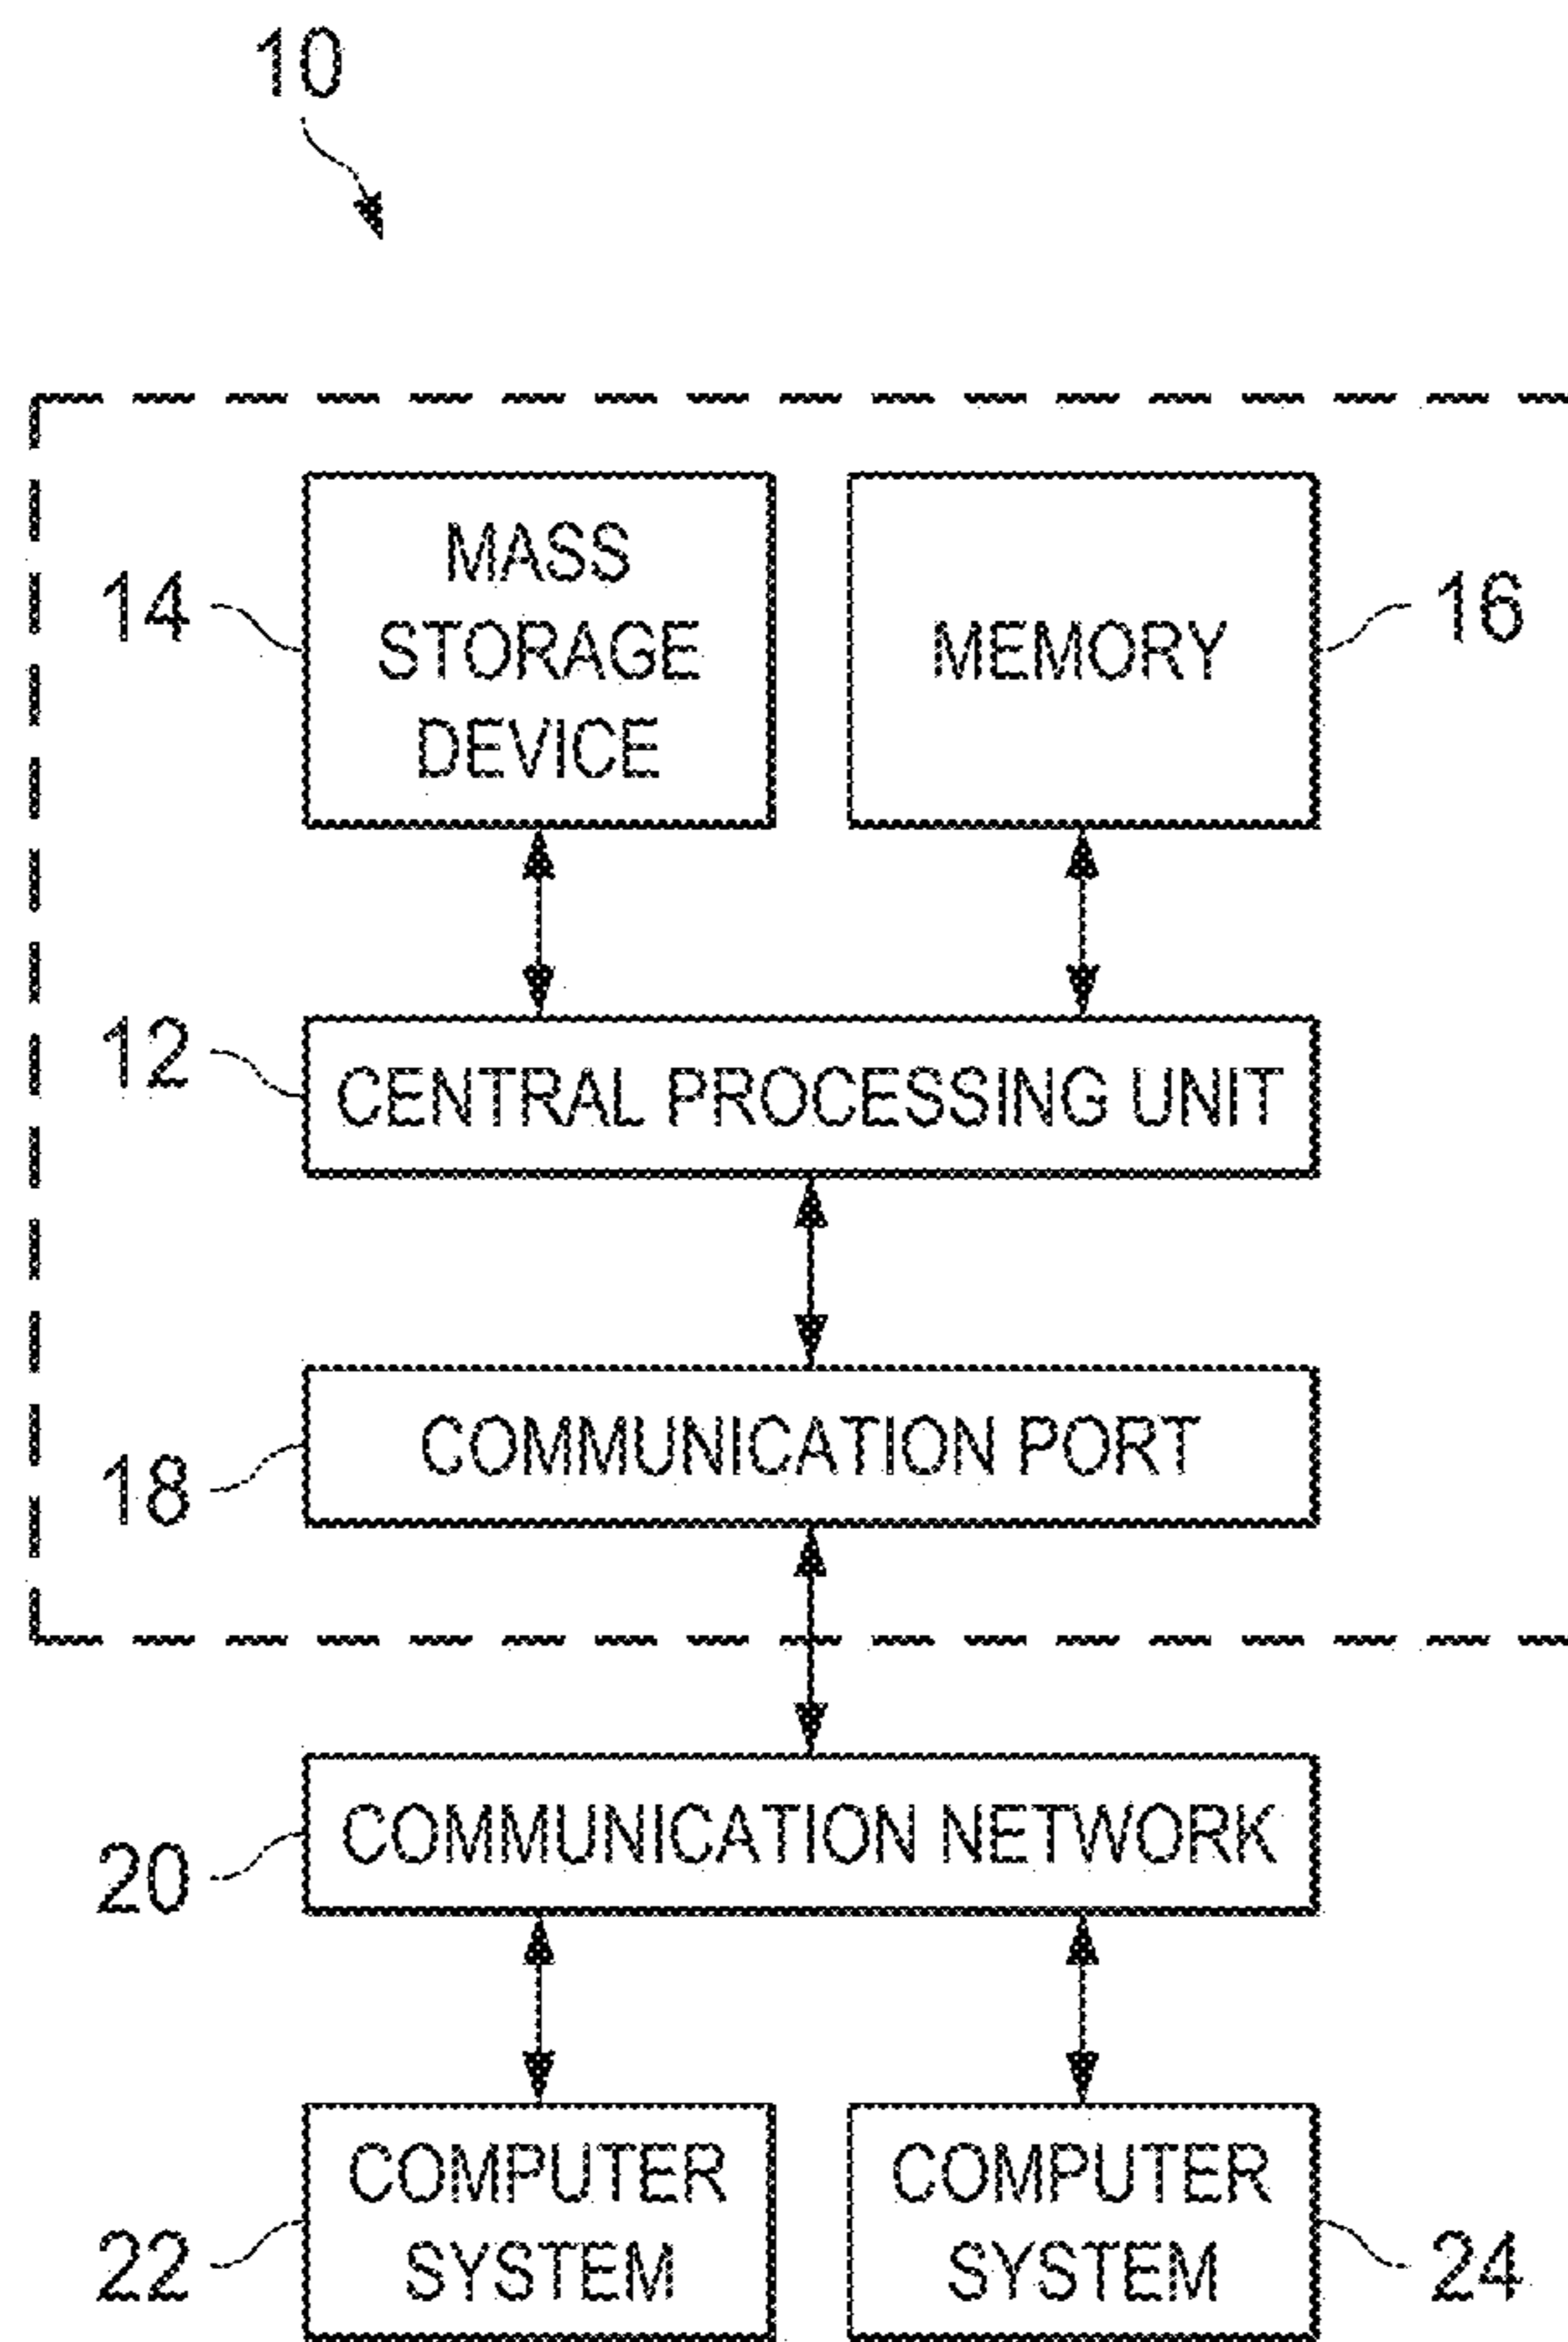 10
MASS
STORAGE
DEVICE
14
MEMORY
16
12
CENTRAL PROCESSING UNIT
COMMUNICATION PORT
18
COMMUNICATION NETWORK
20
COMPUTER
SYSTEM
22
COMPUTER
SYSTEM
24